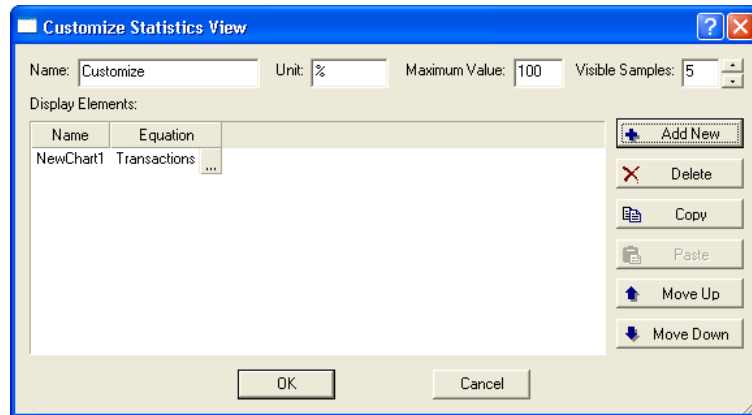 Customize Statistics View
Name: Customize Unit: % Maximum Value: 100 Visible Samples: 5
Display Elements:
Name Equation
NewChart1 Transactions ...
Add New
Delete
Copy
Paste
Move Up
Move Down
OK Cancel